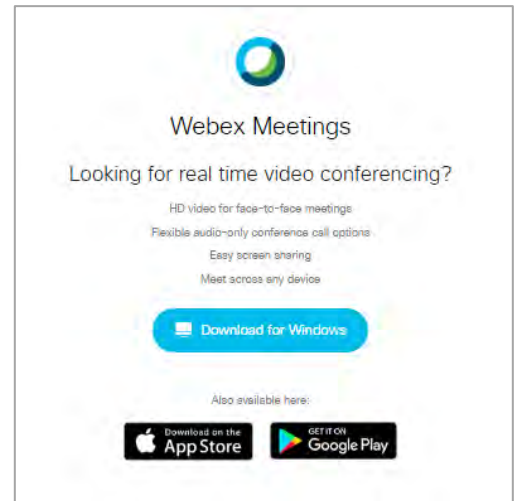 Webex Meetings
Looking for real time video conferencing?
HD video for face-to-face meetings
Flexible audio-only conference call options
Easy screen sharing
Meet across any device
Download for Windows
Also available here:
Download on the
App Store
GET IT ON
Google Play